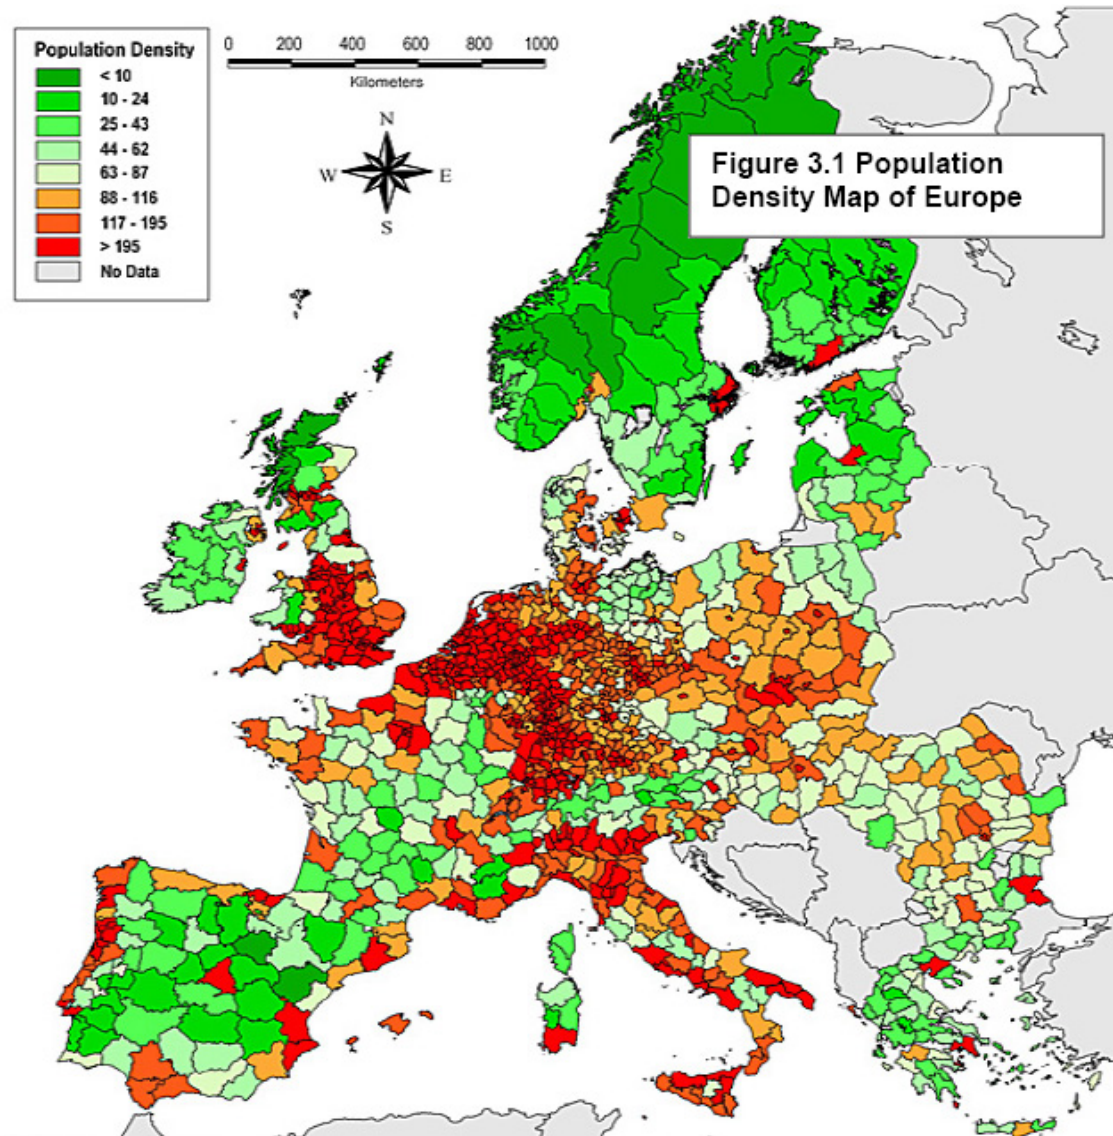 Population Density
< 10
10 - 24
25 - 43
44 - 62
63 - 87
88 - 116
117 - 195
> 195
No Data
0 200 400 600 800 1000
Kilometers
N
W E
S
Figure 3.1 Population
Density Map of Europe